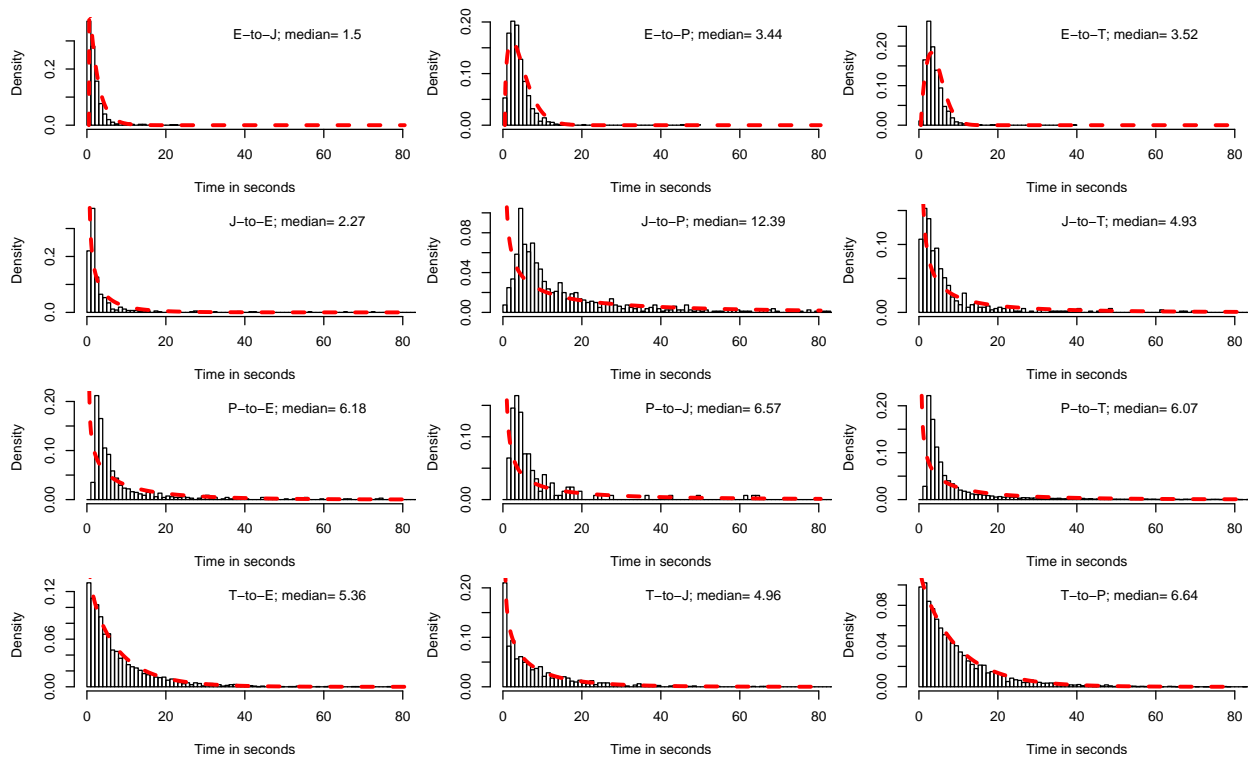 E−to−J; median= 1.5
Density
0.0 0.2
0 20 40 60 80
Time in seconds
E−to−P; median= 3.44
Density
0.00 0.10 0.20
0 20 40 60 80
Time in seconds
E−to−T; median= 3.52
Density
0.00 0.10 0.20
0 20 40 60 80
Time in seconds
J−to−E; median= 2.27
Density
0.0 0.2
0 20 40 60 80
Time in seconds
J−to−P; median= 12.39
Density
0.00 0.04 0.08
0 20 40 60 80
Time in seconds
J−to−T; median= 4.93
Density
0.00 0.10
0 20 40 60 80
Time in seconds
P−to−E; median= 6.18
Density
0.00 0.10 0.20
0 20 40 60 80
Time in seconds
P−to−J; median= 6.57
Density
0.00 0.10
0 20 40 60 80
Time in seconds
P−to−T; median= 6.07
Density
0.00 0.10 0.20
0 20 40 60 80
Time in seconds
T−to−E; median= 5.36
Density
0.00 0.06 0.12
0 20 40 60 80
Time in seconds
T−to−J; median= 4.96
Density
0.00 0.10 0.20
0 20 40 60 80
Time in seconds
T−to−P; median= 6.64
Density
0.00 0.04 0.08
0 20 40 60 80
Time in seconds